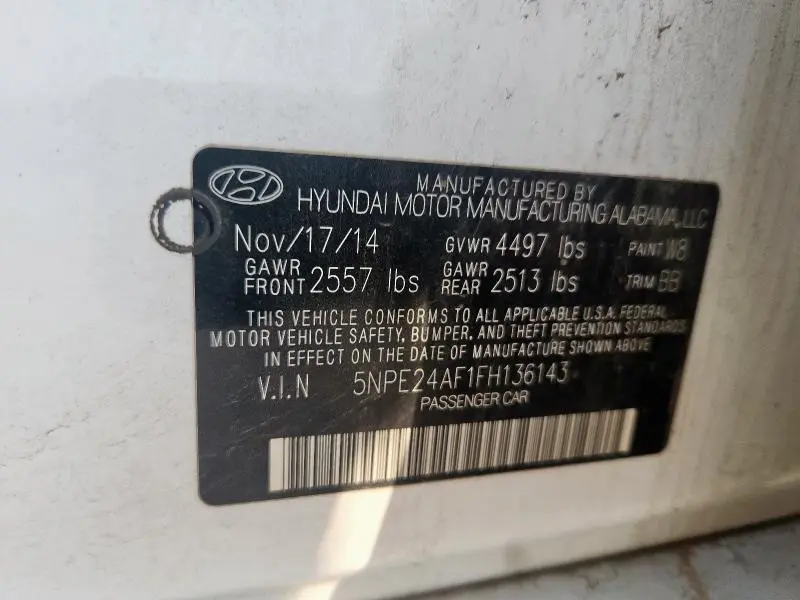 MANUFACTURED BY
HYUNDAI MOTOR MANUFACTURING ALABAMA, LLC
Nov/17/14 GVWR 4497 lbs PAINT W8
GAWR FRONT 2557 lbs GAWR REAR 2513 lbs TRIM BB
THIS VEHICLE CONFORMS TO ALL APPLICABLE U.S.A. FEDERAL
MOTOR VEHICLE SAFETY, BUMPER, AND THEFT PREVENTION STANDARDS
IN EFFECT ON THE DATE OF MANUFACTURE SHOWN ABOVE
V.I.N 5NPE24AF1FH136143
PASSENGER CAR